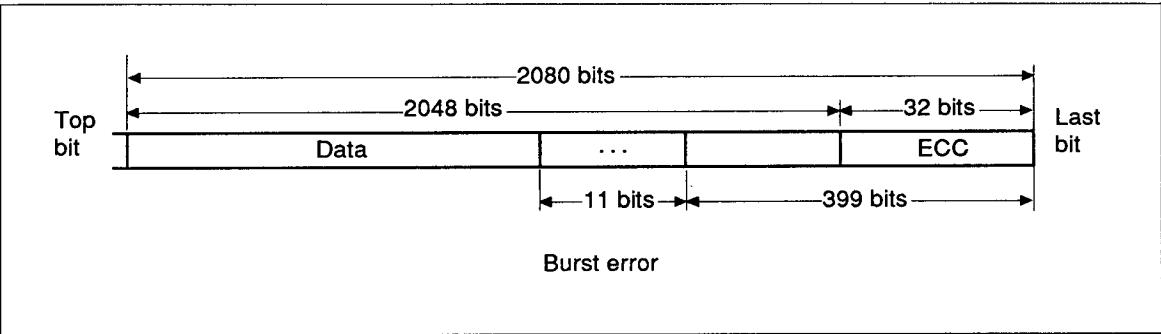 2080 bits
2048 bits
32 bits
Top
bit
Data
. . .
ECC
Last
bit
11 bits
399 bits
Burst error